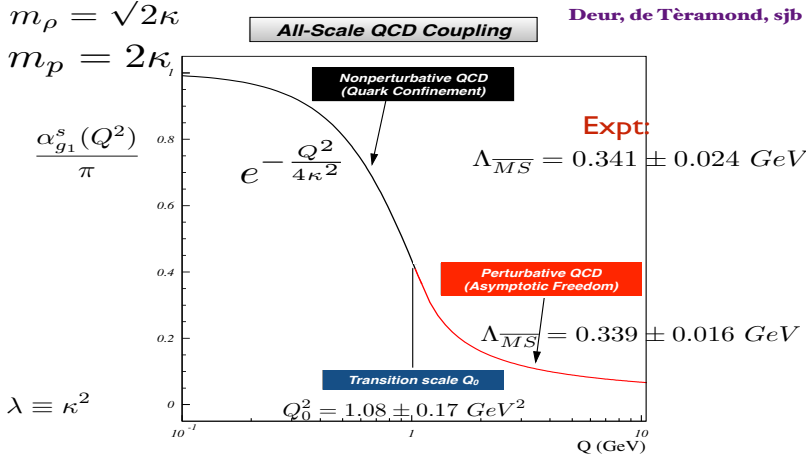 m_ρ = √2κ
m_p = 2κ
All-Scale QCD Coupling
Deur, de Tèramond, sjb
Nonperturbative QCD
(Quark Confinement)
α^s_{g_1}(Q^2)/π
e^{-Q^2/4κ^2}
Expt:
Λ_{\overline{MS}} = 0.341 ± 0.024 GeV
Perturbative QCD
(Asymptotic Freedom)
Λ_{\overline{MS}} = 0.339 ± 0.016 GeV
Transition scale Q₀
Q_0^2 = 1.08 ± 0.17 GeV^2
λ ≡ κ^2
1
0.8
0.6
0.4
0.2
0
10^{-1}
1
10
Q (GeV)